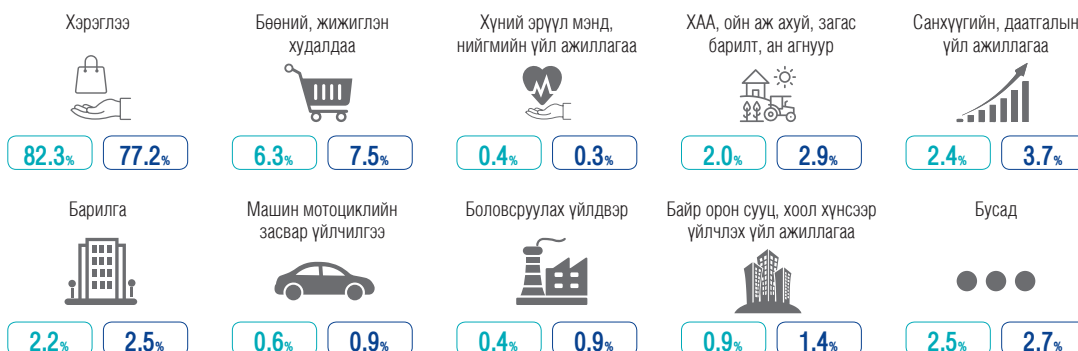 Хэрэглээ
82.3%
77.2%
Бөөний, жижиглэн
худалдаа
6.3%
7.5%
Хүний эрүүл мэнд,
нийгмийн үйл ажиллагаа
0.4%
0.3%
ХАА, ойн аж ахуй, загас
барилт, ан агнуур
2.0%
2.9%
Санхүүгийн, даатгалын
үйл ажиллагаа
2.4%
3.7%
Барилга
2.2%
2.5%
Машин мотоциклийн
засвар үйлчилгээ
0.6%
0.9%
Боловсруулах үйлдвэр
0.4%
0.9%
Байр орон сууц, хоол хүнсээр
үйлчлэх үйл ажиллагаа
0.9%
1.4%
Бусад
2.5%
2.7%